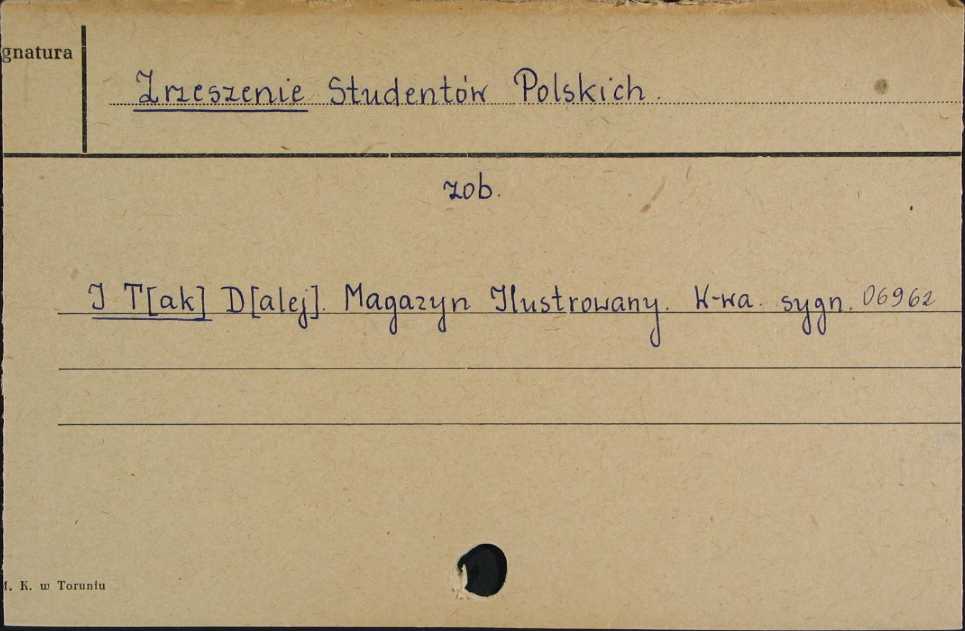 gnatura
Zrzeszenie Studentów Polskich.
zob.
I T[ak] D[alej]. Magazyn Ilustrowany. K-wa. sygn. 06962
M. K. w Toruniu